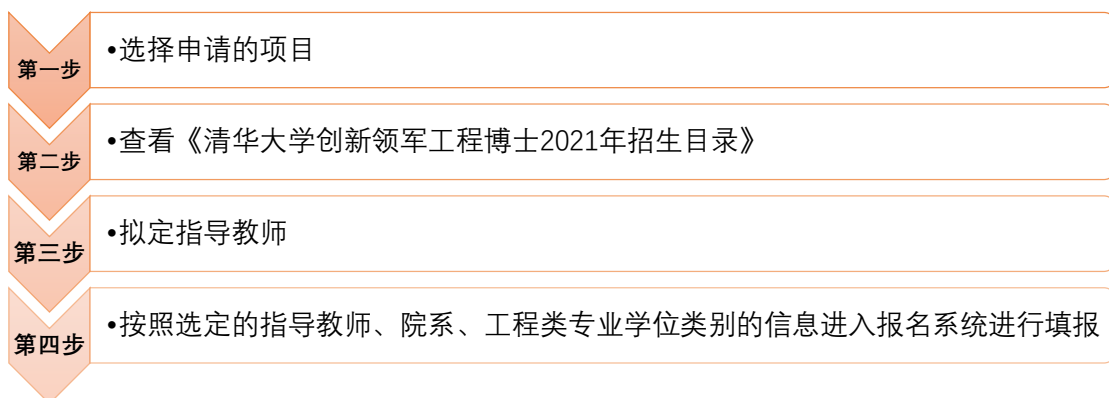 第一步
•选择申请的项目
第二步
•查看《清华大学创新领军工程博士2021年招生目录》
第三步
•拟定指导教师
第四步
•按照选定的指导教师、院系、工程类专业学位类别的信息进入报名系统进行填报